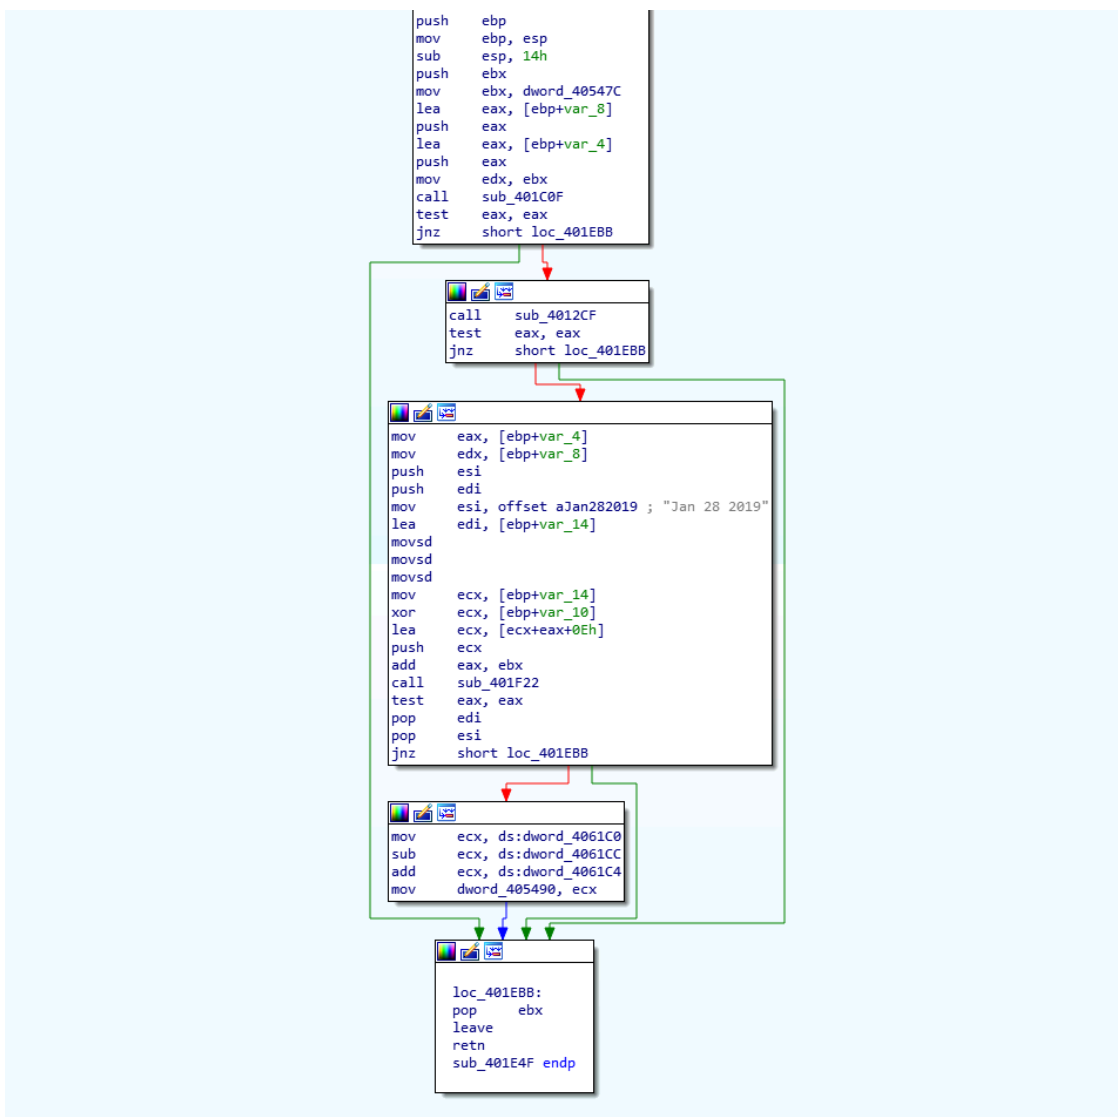 push ebp
mov ebp, esp
sub esp, 14h
push ebx
mov ebx, dword_40547C
lea eax, [ebp+var_8]
push eax
lea eax, [ebp+var_4]
push eax
mov edx, ebx
call sub_401C0F
test eax, eax
jnz short loc_401EBB
call sub_4012CF
test eax, eax
jnz short loc_401EBB
mov eax, [ebp+var_4]
mov edx, [ebp+var_8]
push esi
push edi
mov esi, offset aJan282019 ; "Jan 28 2019"
lea edi, [ebp+var_14]
movsd
movsd
movsd
mov ecx, [ebp+var_14]
xor ecx, [ebp+var_10]
lea ecx, [ecx+eax+0Eh]
push ecx
add eax, ebx
call sub_401F22
test eax, eax
pop edi
pop esi
jnz short loc_401EBB
mov ecx, ds:dword_4061C0
sub ecx, ds:dword_4061CC
add ecx, ds:dword_4061C4
mov dword_405490, ecx
loc_401EBB:
pop ebx
leave
retn
sub_401E4F endp